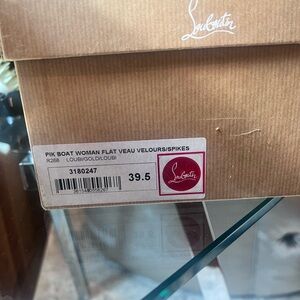 Louboutin
PIK BOAT WOMAN FLAT VEAU VELOURS/SPIKES
R288 LOUBI/GOLD/LOUBI
3180247
39.5
Louboutin